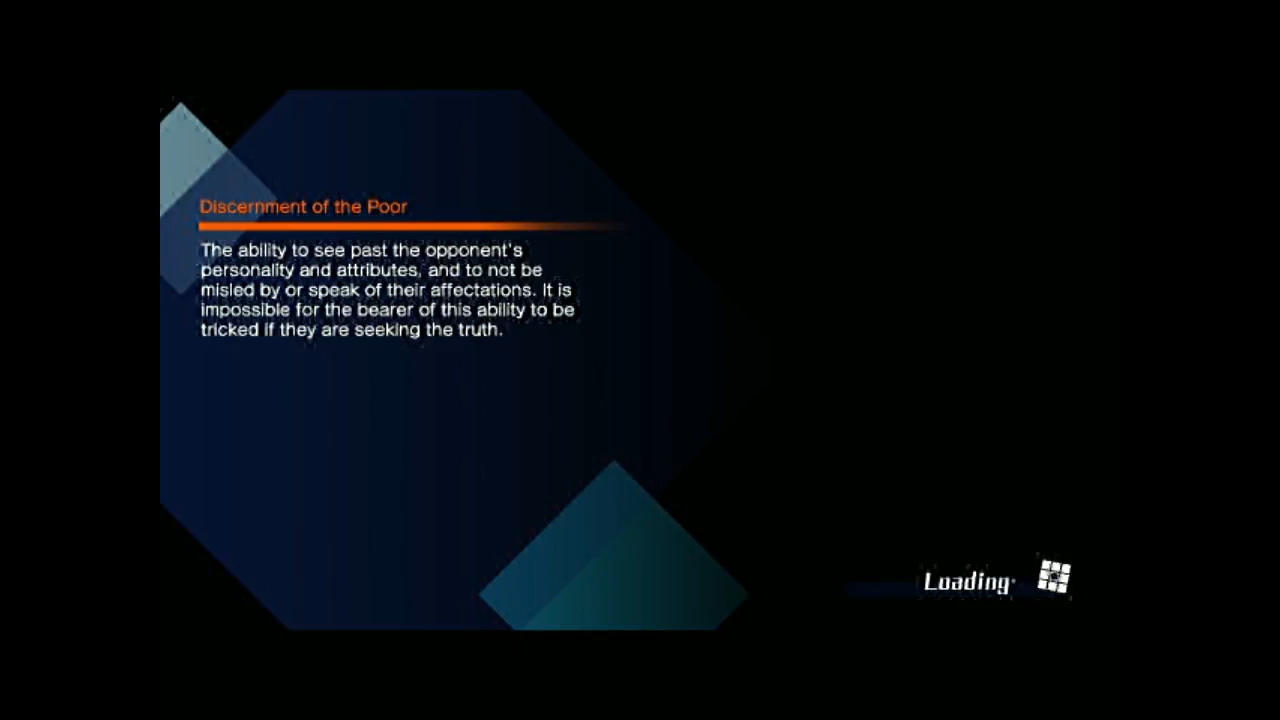 Discernment of the Poor
The ability to see past the opponent's
personality and attributes, and to not be
misled by or speak of their affectations. It is
impossible for the bearer of this ability to be
tricked if they are seeking the truth.
Loading